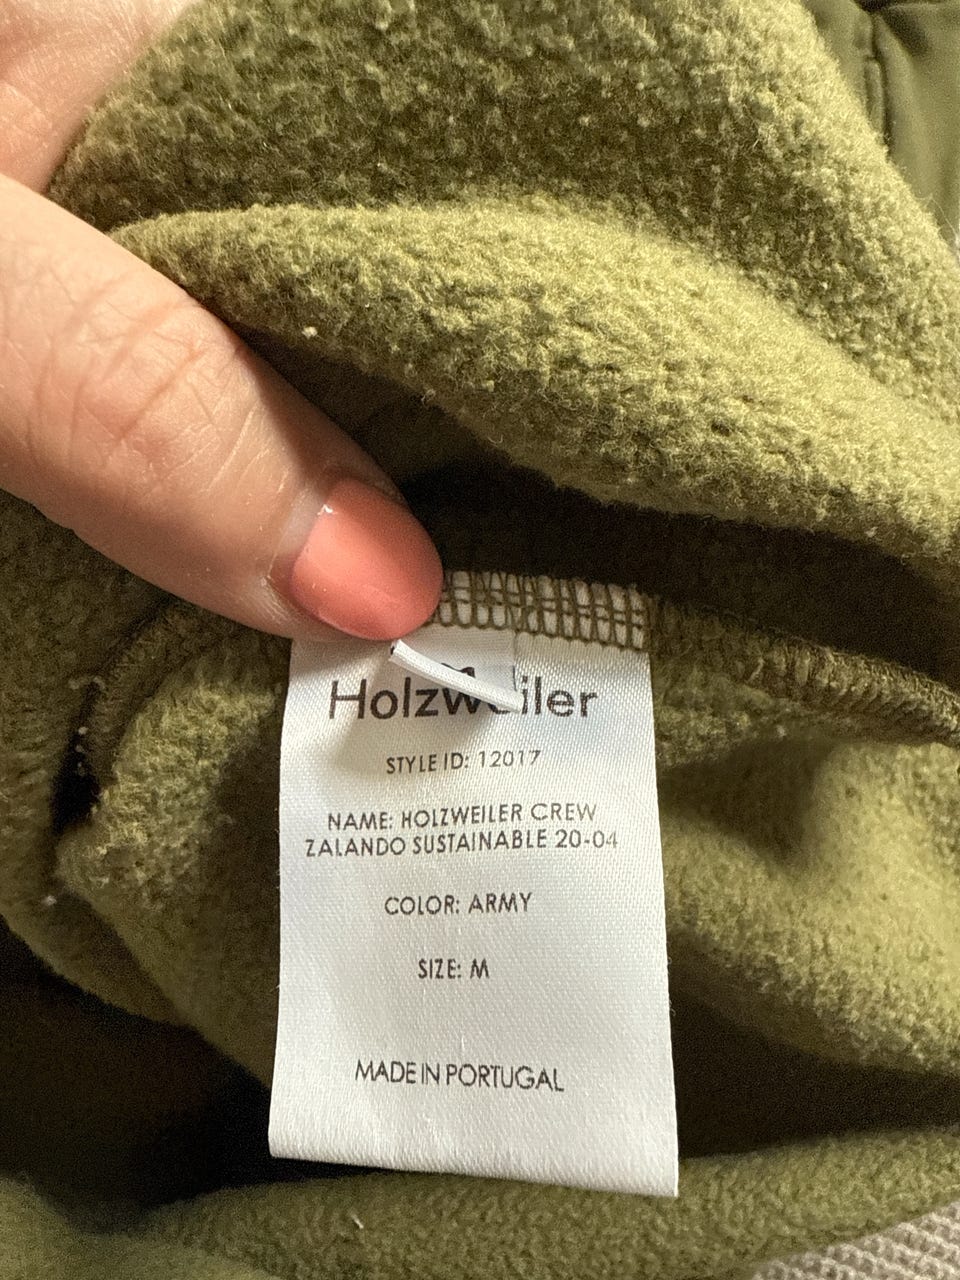 Holzweiler
STYLE ID: 12017
NAME: HOLZWEILER CREW
ZALANDO SUSTAINABLE 20-04
COLOR: ARMY
SIZE: M
MADE IN PORTUGAL